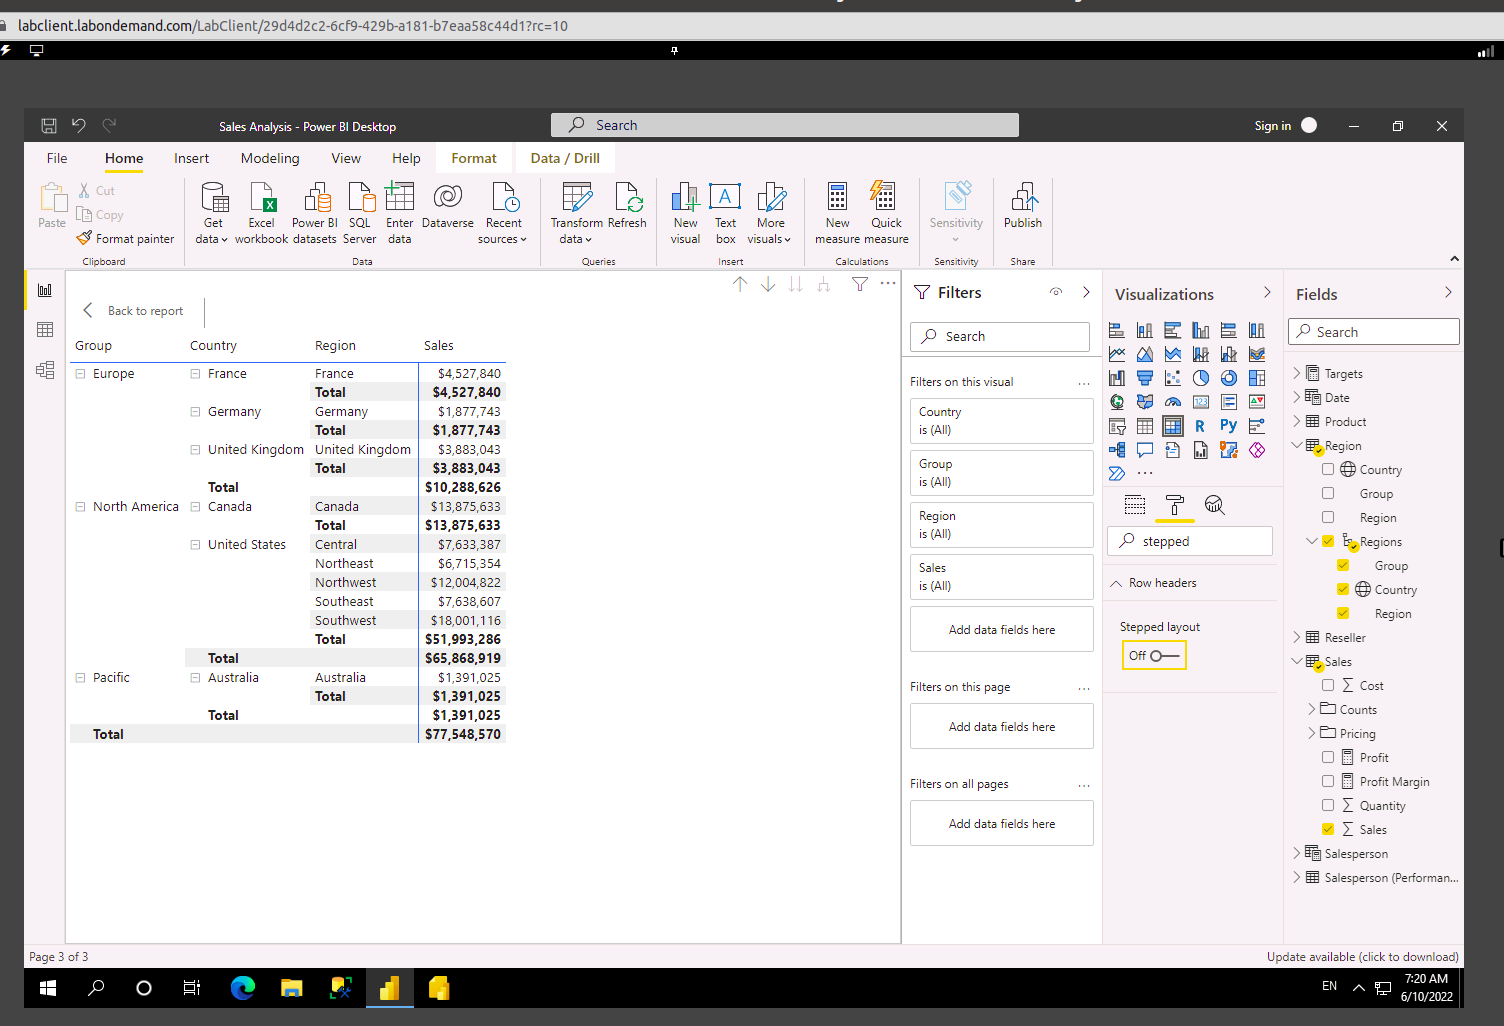 labclient.labondemand.com/LabClient/29d4d2c2-6cf9-429b-a181-b7eaa58c44d1?rc=10
Sales Analysis - Power BI Desktop
Search
Sign in
File Home Insert Modeling View Help Format Data / Drill
Paste
Cut
Copy
Format painter
Clipboard
Get data
Excel workbook
Power BI datasets
SQL Server
Enter data
Dataverse
Recent sources
Data
Transform data
Refresh
Queries
New visual
Text box
More visuals
Insert
New measure
Quick measure
Calculations
Sensitivity
Sensitivity
Publish
Share
Back to report
Group Country Region Sales
Europe France France $4,527,840
Total $4,527,840
Germany Germany $1,877,743
Total $1,877,743
United Kingdom United Kingdom $3,883,043
Total $3,883,043
Total $10,288,626
North America Canada Canada $13,875,633
Total $13,875,633
United States Central $7,633,387
Northeast $6,715,354
Northwest $12,004,822
Southeast $7,638,607
Southwest $18,001,116
Total $51,993,286
Total $65,868,919
Pacific Australia Australia $1,391,025
Total $1,391,025
Total $1,391,025
Total $77,548,570
Filters
Search
Filters on this visual
Country
is (All)
Group
is (All)
Region
is (All)
Sales
is (All)
Add data fields here
Filters on this page
Add data fields here
Filters on all pages
Add data fields here
Visualizations
123
R
Py
stepped
Row headers
Stepped layout
Off
Fields
Search
Targets
Date
Product
Region
Country
Group
Region
Regions
Group
Country
Region
Reseller
Sales
Cost
Counts
Pricing
Profit
Profit Margin
Quantity
Sales
Salesperson
Salesperson (Performan...
Page 3 of 3
Update available (click to download)
EN
7:20 AM
6/10/2022